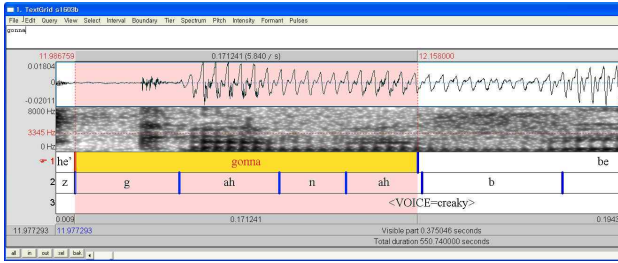 1. TextGrid s1603b
File Edit Query View Select Interval Boundary Tier Spectrum Pitch Intensity Formant Pulses
gonna
11.986759 0.171241 (5.840 / s) 12.158000
0.01804
0
-0.02011
8000 Hz
3345 Hz
0 Hz
1 he' gonna be
2 z g ah n ah b
3 <VOICE=creaky>
0.009 0.171241 0.1943
11.977293 11.977293 Visible part 0.375046 seconds
Total duration 550.740000 seconds
all in out sel bak